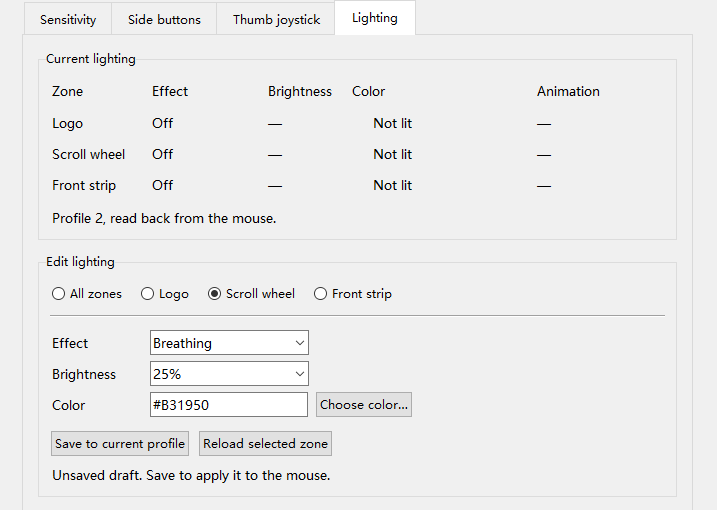 Sensitivity Side buttons Thumb joystick Lighting
Current lighting
Zone Effect Brightness Color Animation
Logo Off — Not lit —
Scroll wheel Off — Not lit —
Front strip Off — Not lit —
Profile 2, read back from the mouse.
Edit lighting
All zones Logo Scroll wheel Front strip
Effect Breathing
Brightness 25%
Color #B31950 Choose color...
Save to current profile Reload selected zone
Unsaved draft. Save to apply it to the mouse.